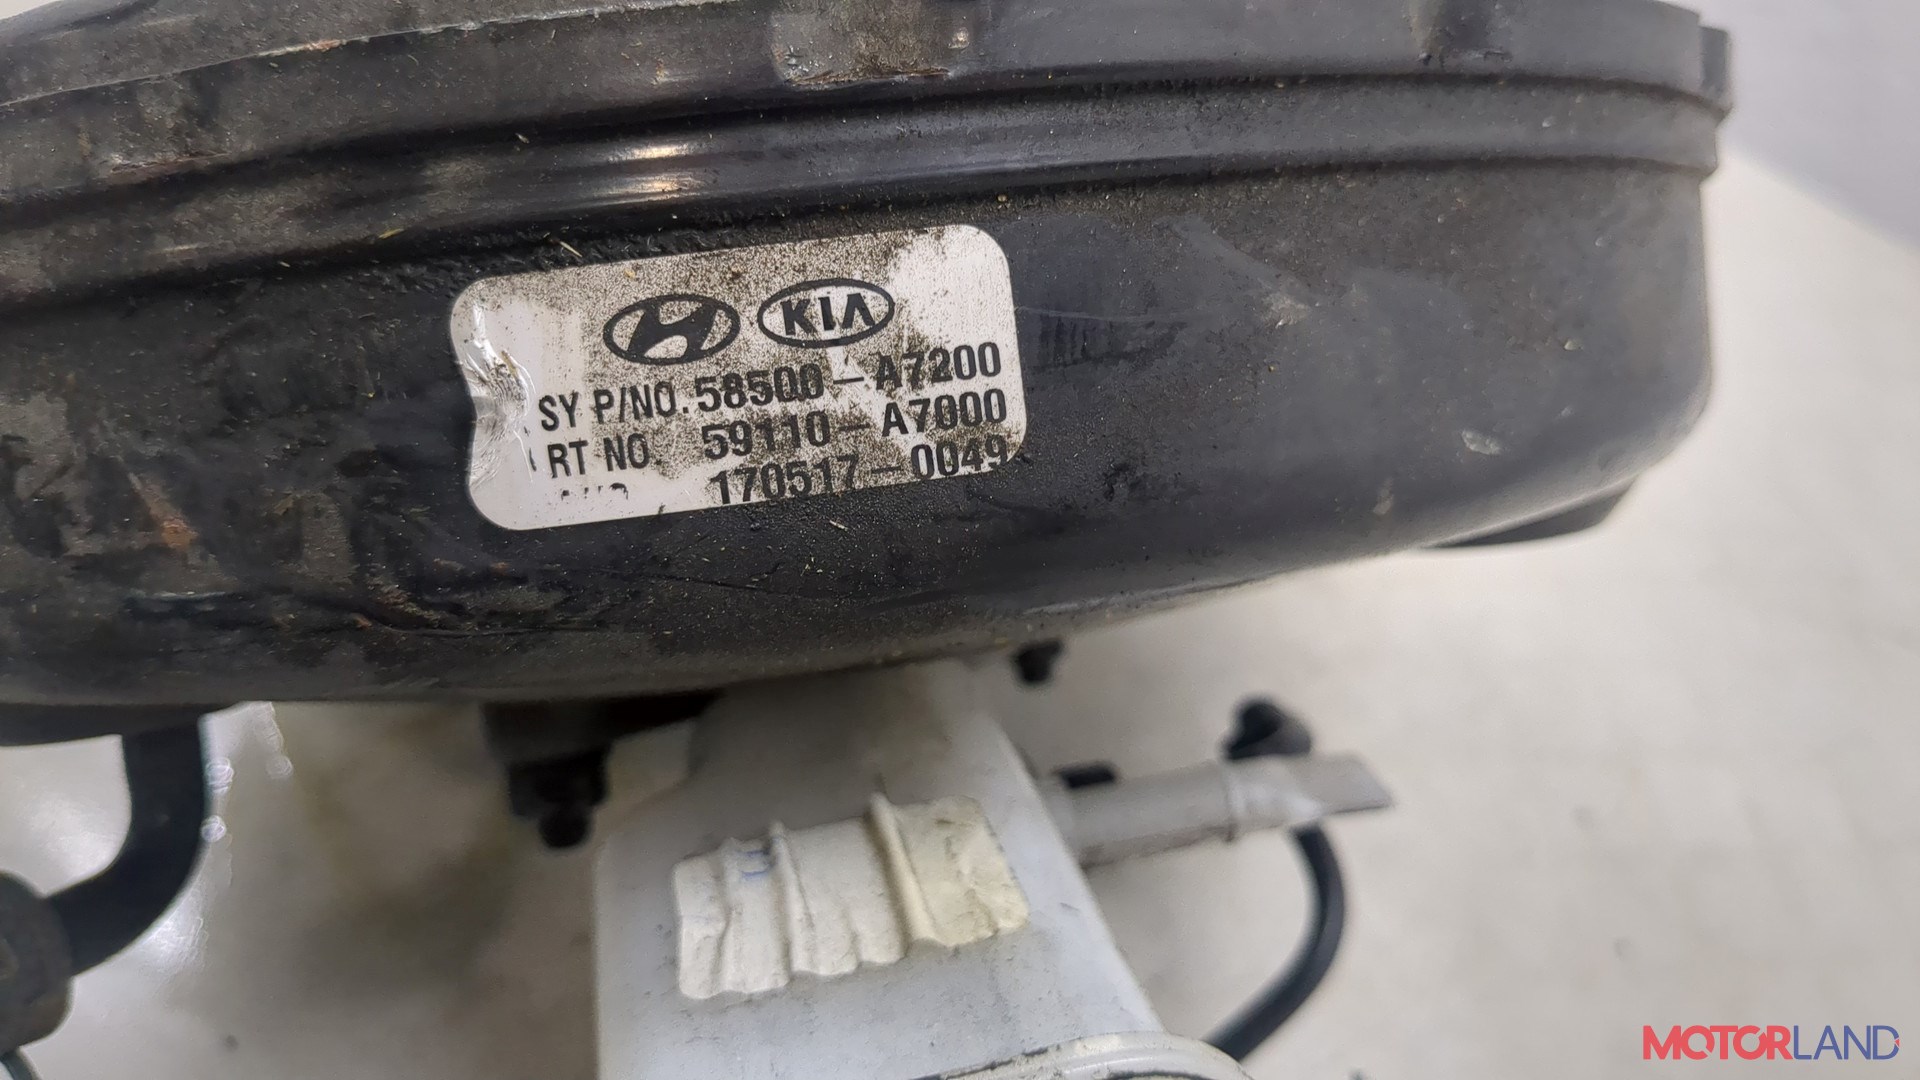 KIA
SY P/NO. 58500-A7200
RT NO. 59110-A7000
170517-0049
MOTORLAND